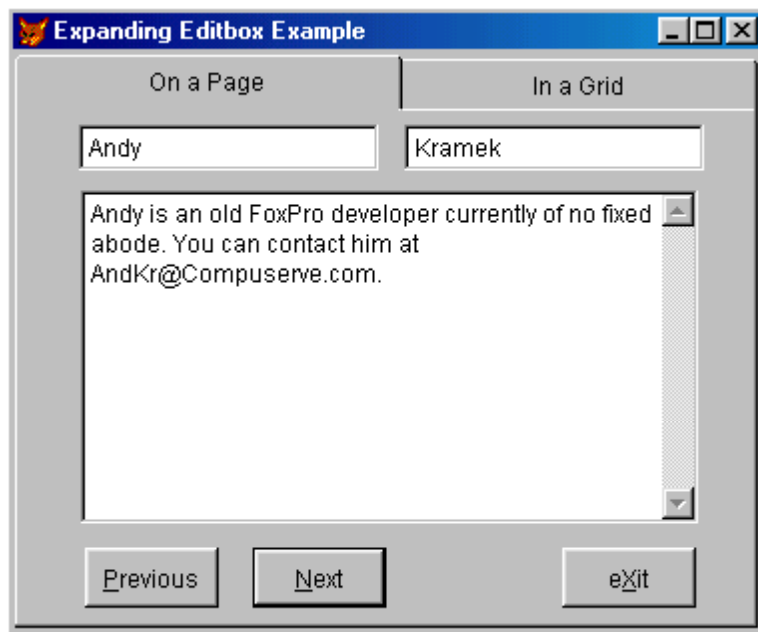 Expanding Editbox Example
On a Page
In a Grid
Andy
Kramek
Andy is an old FoxPro developer currently of no fixed
abode. You can contact him at
AndKr@Compuserve.com.
Previous
Next
eXit